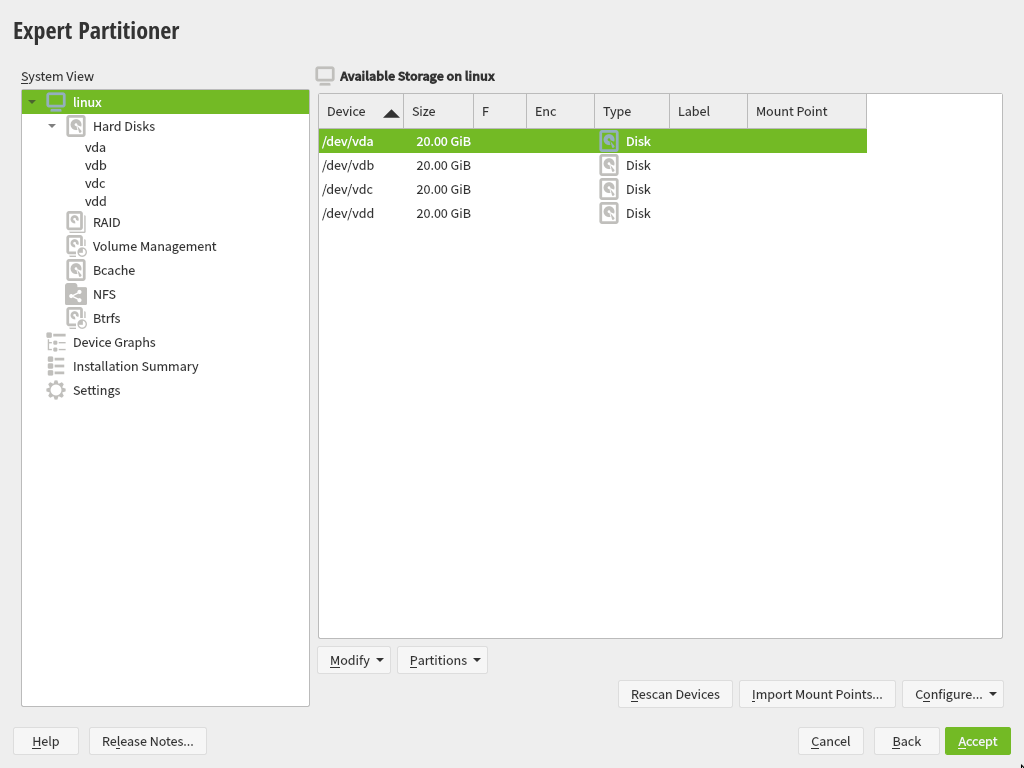 Expert Partitioner
System View
linux
Hard Disks
vda
vdb
vdc
vdd
RAID
Volume Management
Bcache
NFS
Btrfs
Device Graphs
Installation Summary
Settings
Available Storage on linux
Device Size F Enc Type Label Mount Point
/dev/vda 20.00 GiB Disk
/dev/vdb 20.00 GiB Disk
/dev/vdc 20.00 GiB Disk
/dev/vdd 20.00 GiB Disk
Modify Partitions
Rescan Devices Import Mount Points... Configure...
Help Release Notes... Cancel Back Accept